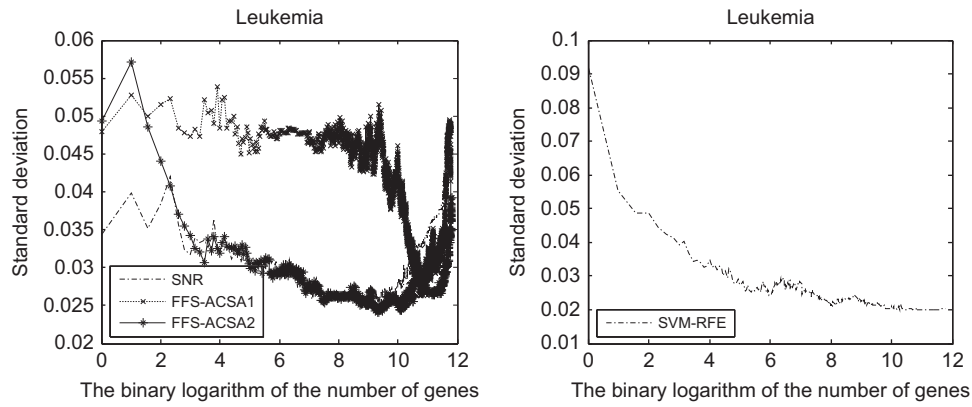 Leukemia
0.06
0.055
0.05
0.045
0.04
0.035
0.03
0.025
0.02
Standard deviation
SNR
FFS-ACSA1
FFS-ACSA2
0 2 4 6 8 10 12
The binary logarithm of the number of genes
Leukemia
0.1
0.09
0.08
0.07
0.06
0.05
0.04
0.03
0.02
0.01
0
Standard deviation
SVM-RFE
0 2 4 6 8 10 12
The binary logarithm of the number of genes